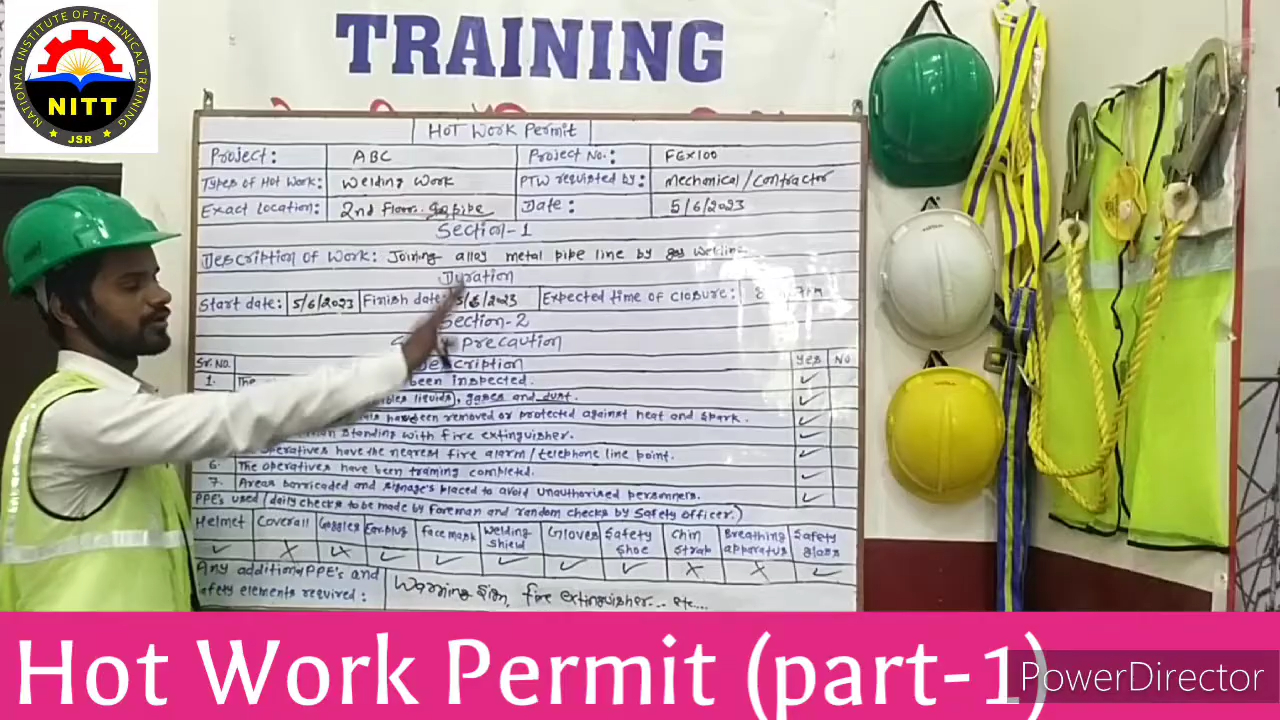 NATIONAL INSTITUTE OF TECHNICAL TRAINING
NITT
JSR
TRAINING
HOT WORK Permit
Project: ABC Project No.: FGX100
Types of Hot Work: Welding Work PTW requisted by: Mechanical/Contractor
Exact Location: 2nd Floor.. Date: 5/6/2023
Section-1
Description of Work: Joining alloy metal pipe line by gas welding
Duration
Start date: 5/6/2023 Finish date: 5/6/2023 Expected time of closure:
Section-2
precaution
Sr. No. Description Yes No
1. The been inspected. ✓
liquids, gases and dust. ✓
been removed or protected against heat and spark. ✓
standing with fire extinguisher. ✓
operatives have the nearest fire alarm/telephone line point. ✓
6. The operatives have been training completed. ✓
7. Areas barricaded and signage's placed to avoid unauthorised personners. ✓
PPE's used (daily checks to be made by foreman and random checks by Safety officer.)
Helmet Coverall Goggles Earplug Face mask Welding shield Gloves Safety shoe Chin strap Breathing apparatus Safety glass
✓ X X ✓ ✓ ✓ ✓ ✓ X X ✓
Any additional PPE's and
safety elements required: Warning sign, fire extinguisher... etc...
Hot Work Permit (part-1)
PowerDirector